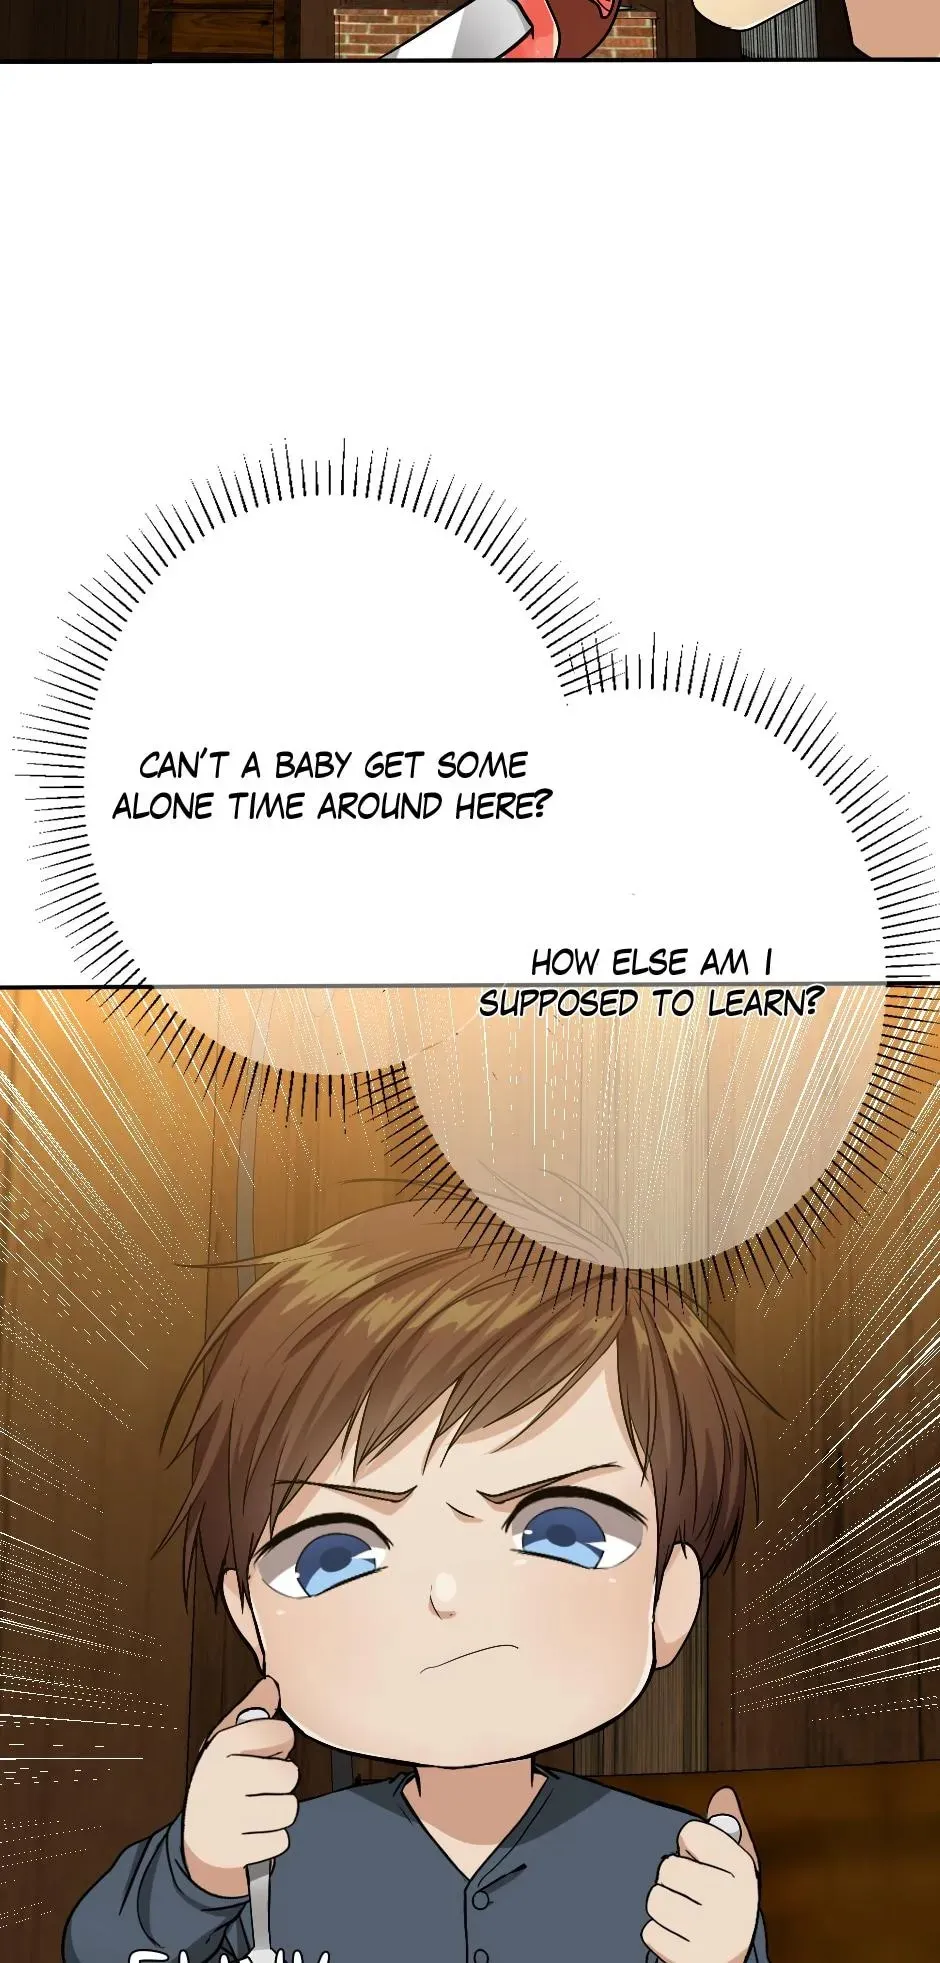 CAN'T A BABY GET SOME
ALONE TIME AROUND HERE?
HOW ELSE AM I
SUPPOSED TO LEARN?